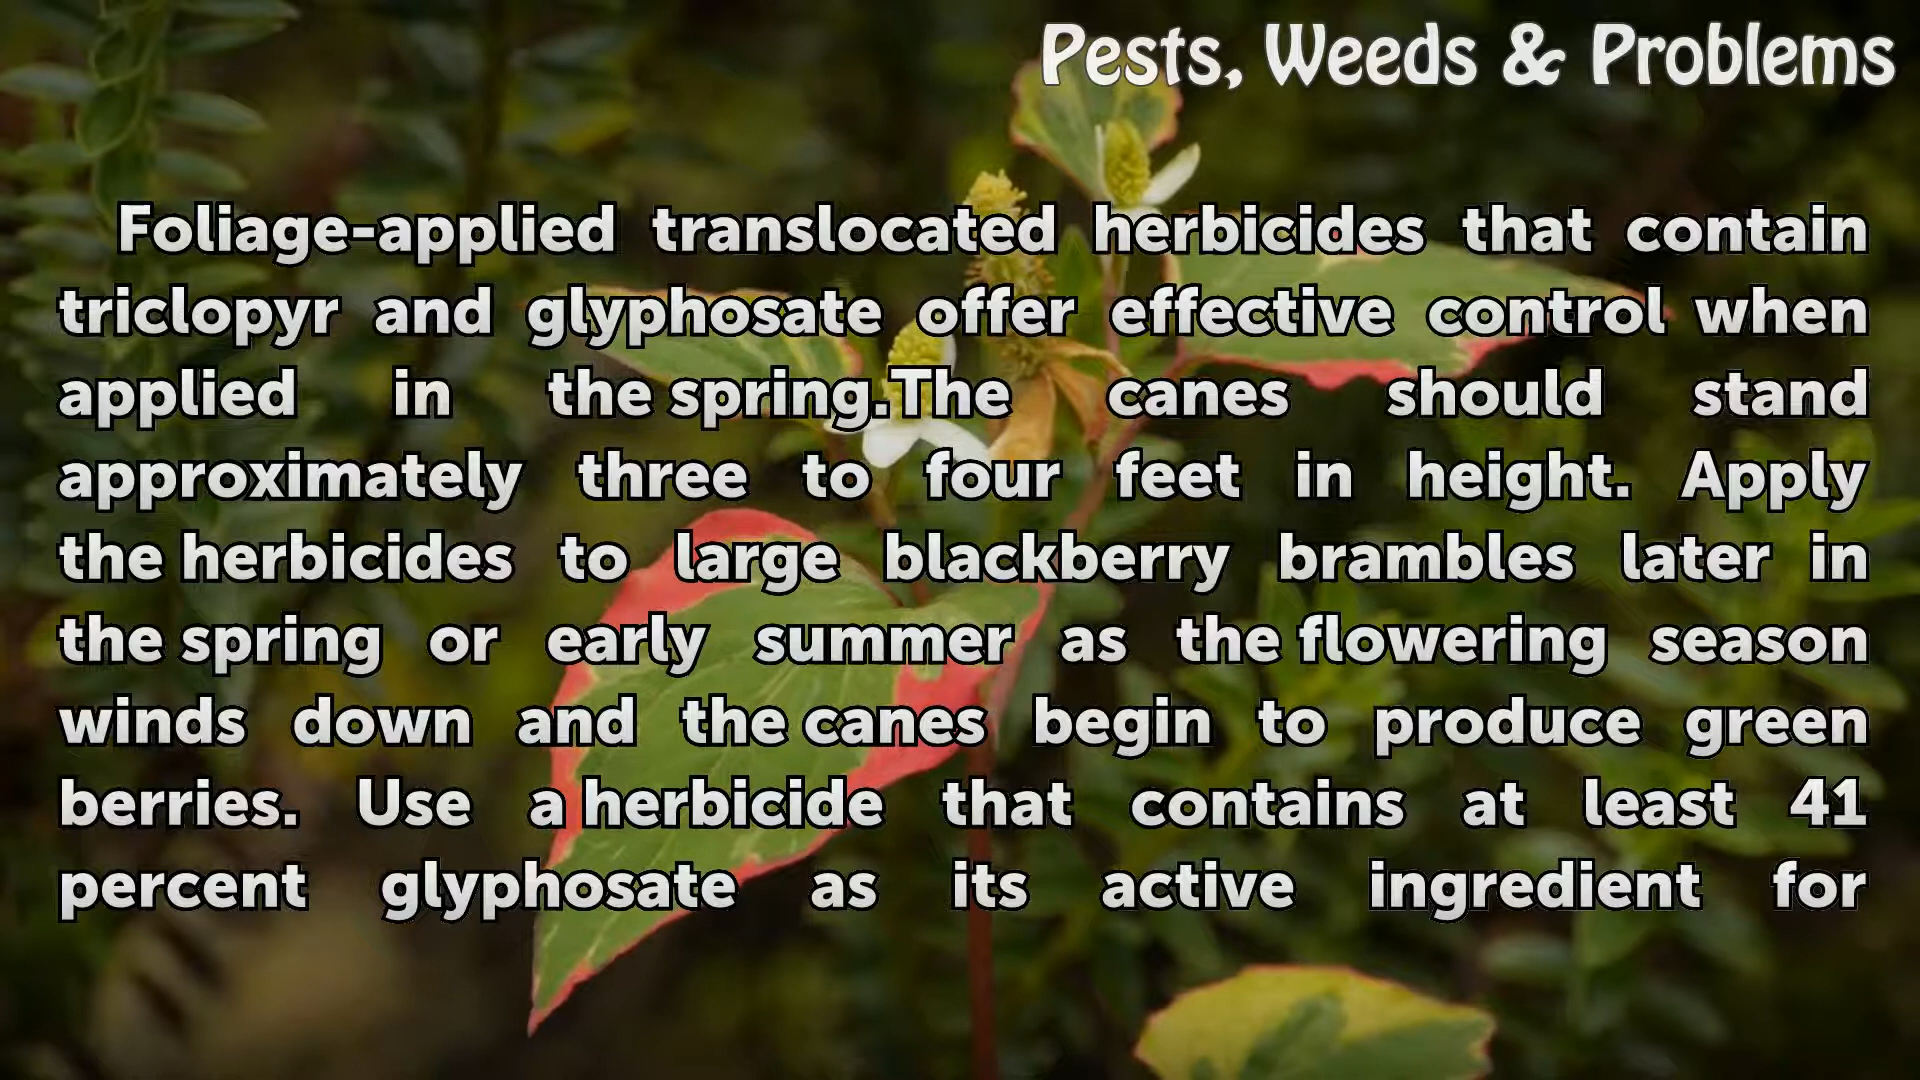 Pests, Weeds & Problems
Foliage-applied translocated herbicides that contain
triclopyr and glyphosate offer effective control when
applied in the spring.The canes should stand
approximately three to four feet in height. Apply
the herbicides to large blackberry brambles later in
the spring or early summer as the flowering season
winds down and the canes begin to produce green
berries. Use a herbicide that contains at least 41
percent glyphosate as its active ingredient for